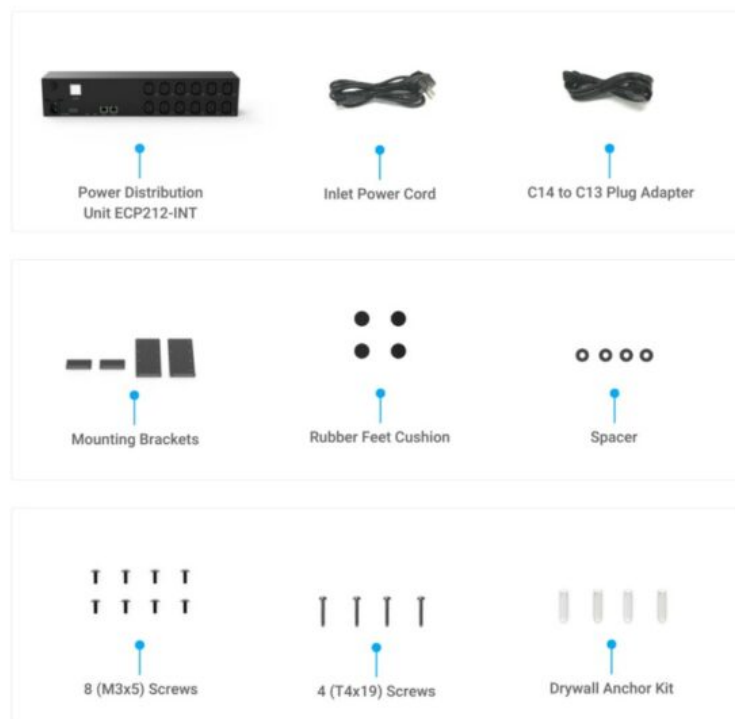 Power Distribution
Unit ECP212-INT
Inlet Power Cord
C14 to C13 Plug Adapter
Mounting Brackets
Rubber Feet Cushion
Spacer
8 (M3x5) Screws
4 (T4x19) Screws
Drywall Anchor Kit